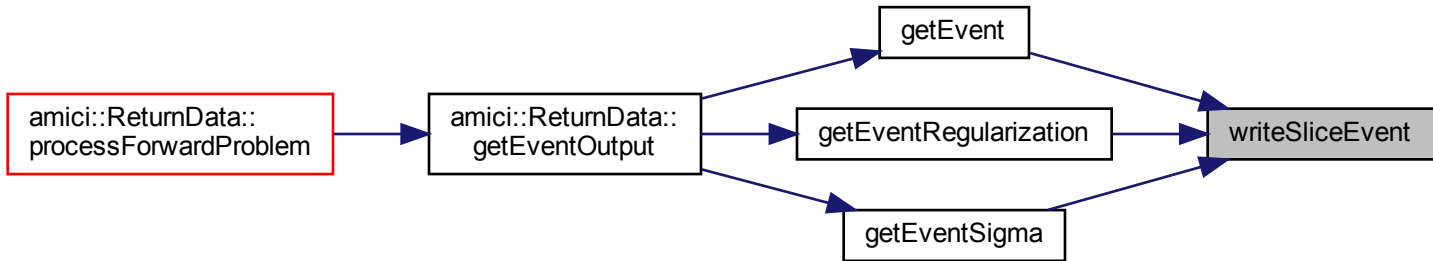 amici::ReturnData::
processForwardProblem
amici::ReturnData::
getEventOutput
getEvent
getEventRegularization
getEventSigma
writeSliceEvent